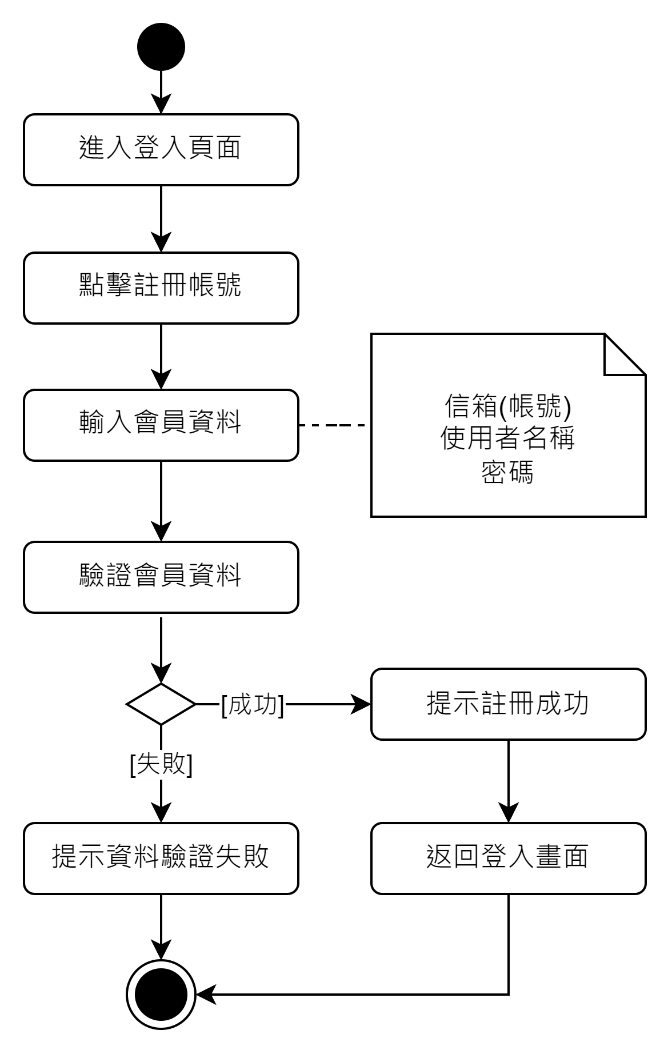 進入登入頁面
點擊註冊帳號
輸入會員資料
信箱(帳號)
使用者名稱
密碼
驗證會員資料
[成功]
提示註冊成功
[失敗]
提示資料驗證失敗
返回登入畫面